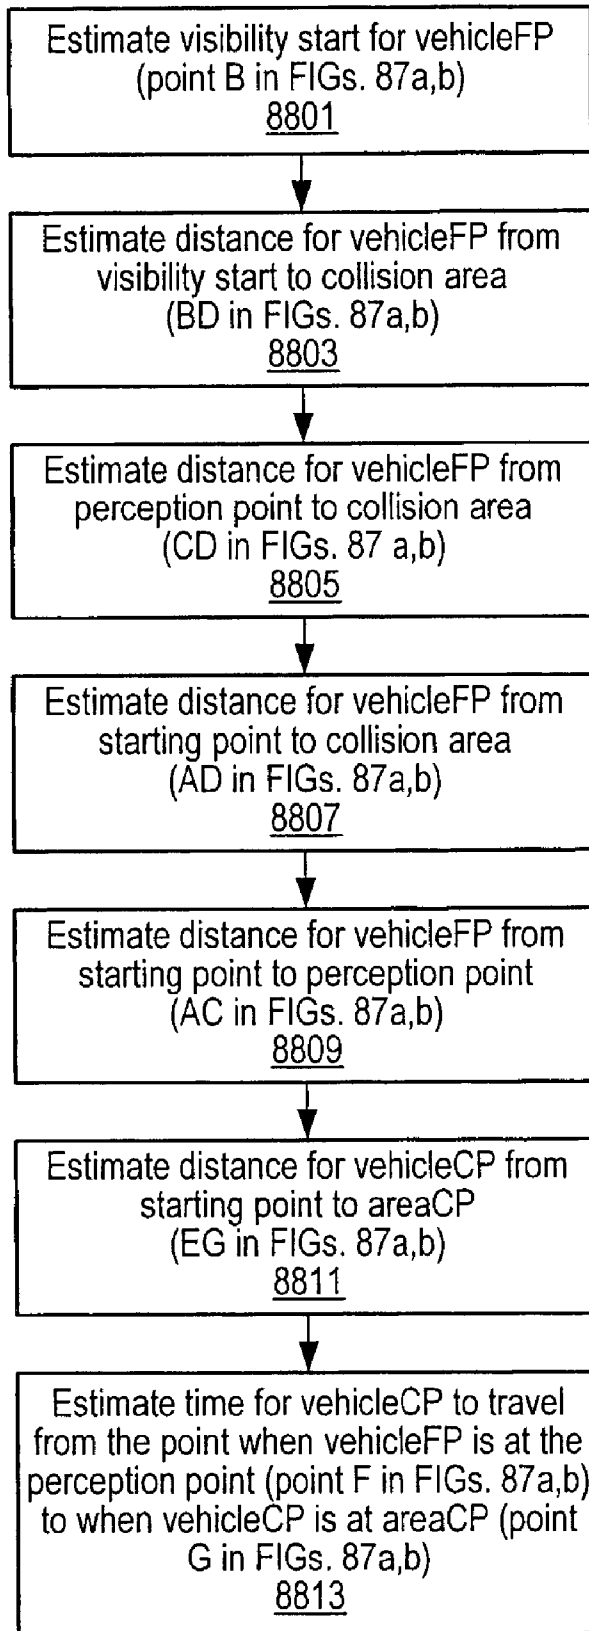 Estimate visibility start for vehicleFP
(point B in FIGs. 87a,b)
8801
Estimate distance for vehicleFP from
visibility start to collision area
(BD in FIGs. 87a,b)
8803
Estimate distance for vehicleFP from
perception point to collision area
(CD in FIGs. 87 a,b)
8805
Estimate distance for vehicleFP from
starting point to collision area
(AD in FIGs. 87a,b)
8807
Estimate distance for vehicleFP from
starting point to perception point
(AC in FIGs. 87a,b)
8809
Estimate distance for vehicleCP from
starting point to areaCP
(EG in FIGs. 87a,b)
8811
Estimate time for vehicleCP to travel
from the point when vehicleFP is at the
perception point (point F in FIGs. 87a,b)
to when vehicleCP is at areaCP (point
G in FIGs. 87a,b)
8813